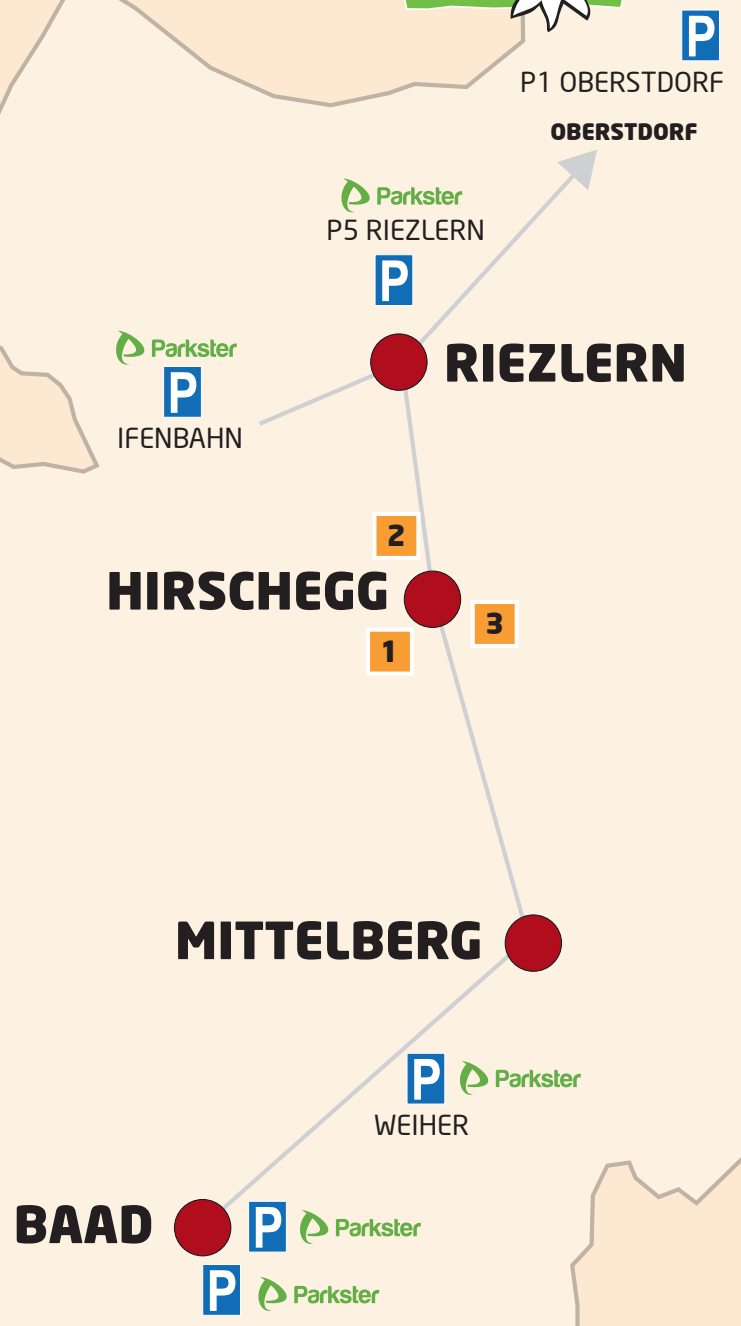 P
P1 OBERSTDORF
OBERSTDORF
Parkster
P5 RIEZLERN
P
RIEZLERN
Parkster
P
IFENBAHN
2
HIRSCHEGG
3
1
MITTELBERG
P Parkster
WEIHER
BAAD P Parkster
P Parkster